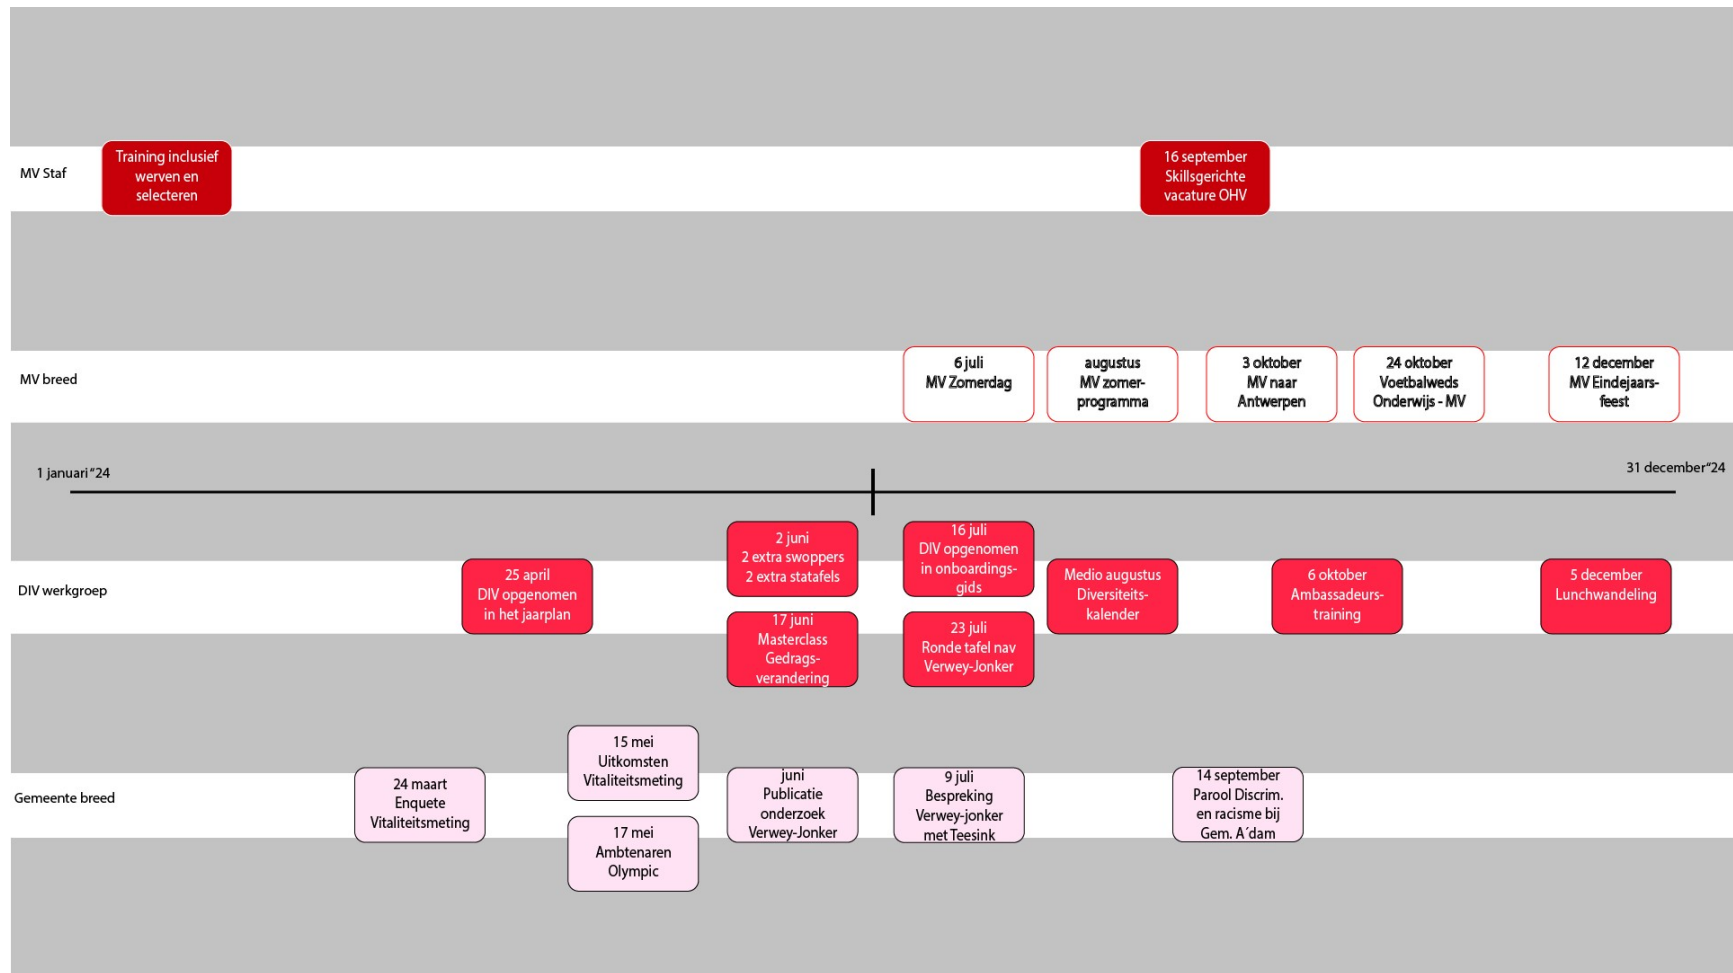 MV Staf
Training inclusief
werven en
selecteren
16 september
Skillsgerichte
vacature OHV
MV breed
6 juli
MV Zomerdag
augustus
MV zomer-
programma
3 oktober
MV naar
Antwerpen
24 oktober
Voetbalweds
Onderwijs - MV
12 december
MV Eindejaars-
feest
1 januari “24
31 december“24
DIV werkgroep
25 april
DIV opgenomen
in het jaarplan
2 juni
2 extra swoppers
2 extra statafels
17 juni
Masterclass
Gedrags-
verandering
16 juli
DIV opgenomen
in onboardings-
gids
23 juli
Ronde tafel nav
Verwey-Jonker
Medio augustus
Diversiteits-
kalender
6 oktober
Ambassadeurs-
training
5 december
Lunchwandeling
Gemeente breed
24 maart
Enquete
Vitaliteitsmeting
15 mei
Uitkomsten
Vitaliteitsmeting
17 mei
Ambtenaren
Olympic
juni
Publicatie
onderzoek
Verwey-Jonker
9 juli
Bespreking
Verwey-jonker
met Teesink
14 september
Parool Discrim.
en racisme bij
Gem. A´dam